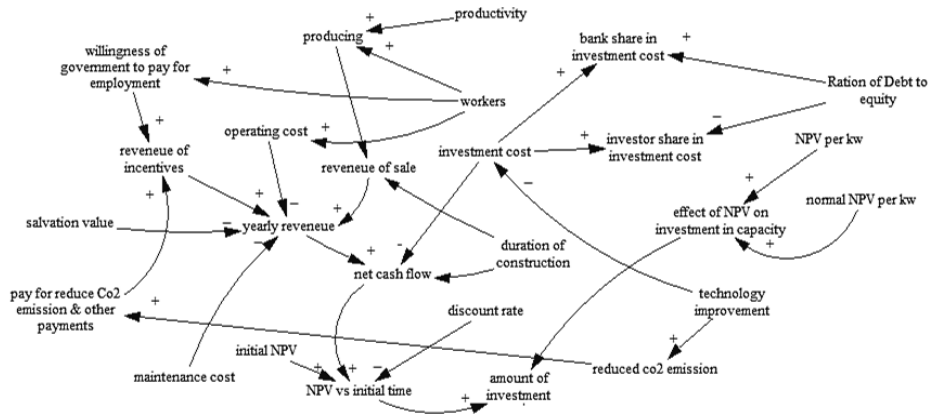 productivity
producing
bank share in
investment cost
willingness of
government to pay for
employment
Ration of Debt to
equity
workers
operating cost
investment cost
investor share in
investment cost
NPV per kw
reveneue of
incentives
reveneue of sale
salvation value
yearly reveneue
effect of NPV on
investment in capacity
normal NPV per kw
duration of
construction
net cash flow
pay for reduce Co2
emission & other
payments
technology
improvement
discount rate
initial NPV
maintenance cost
NPV vs initial time
amount of
investment
reduced co2 emission